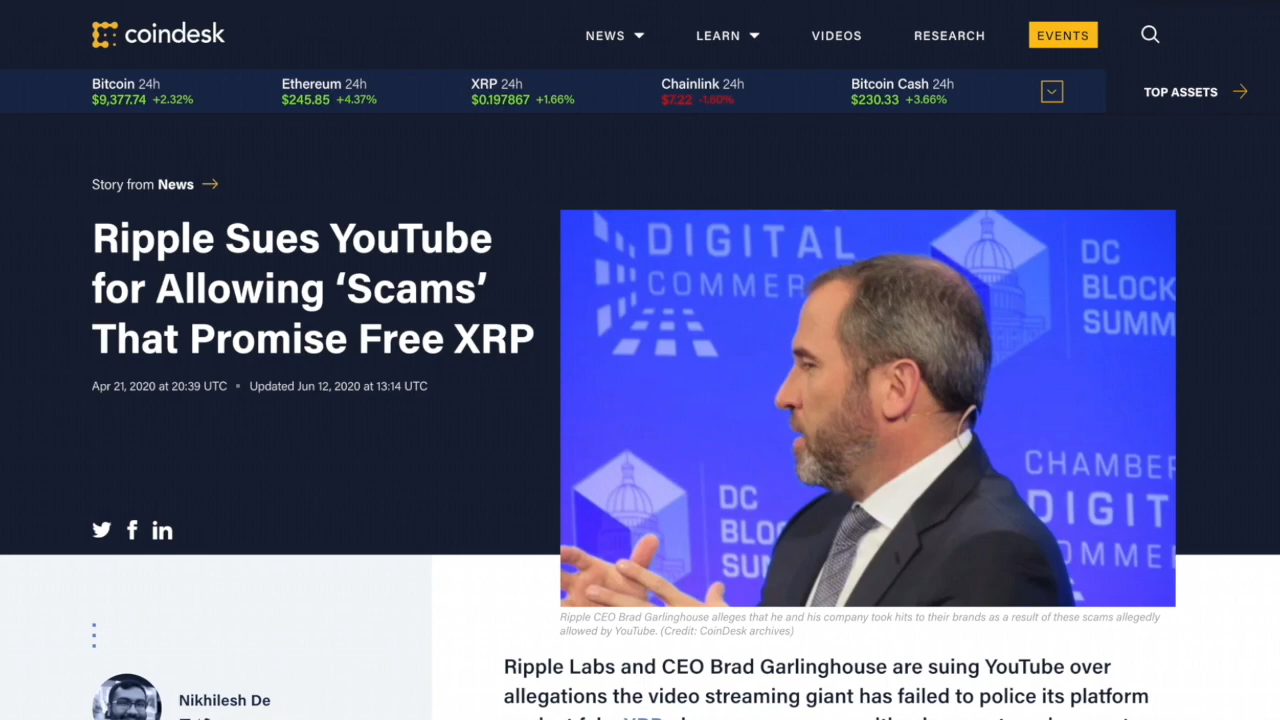 coindesk
NEWS
LEARN
VIDEOS
RESEARCH
EVENTS
Bitcoin 24h
$9,377.74 +2.32%
Ethereum 24h
$245.85 +4.37%
XRP 24h
$0.197867 +1.66%
Chainlink 24h
$7.22 -1.60%
Bitcoin Cash 24h
$230.33 +3.66%
TOP ASSETS
Story from News
Ripple Sues YouTube
for Allowing ‘Scams’
That Promise Free XRP
Apr 21, 2020 at 20:39 UTC
Updated Jun 12, 2020 at 13:14 UTC
DIGITAL
COMMER
DC
BLOCK
SUMM
DC
BLO
SUM
CHAMBER
DIGIT
OMME
Ripple CEO Brad Garlinghouse alleges that he and his company took hits to their brands as a result of these scams allegedly
allowed by YouTube. (Credit: CoinDesk archives)
Nikhilesh De
Ripple Labs and CEO Brad Garlinghouse are suing YouTube over
allegations the video streaming giant has failed to police its platform